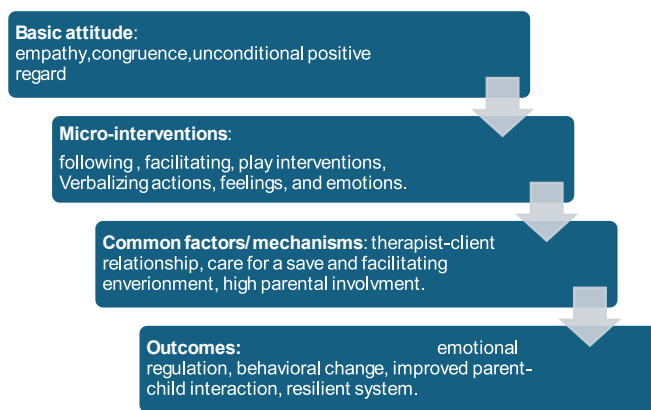 Basic attitude:
empathy,congruence,unconditional positive
regard
Micro-interventions:
following , facilitating, play interventions,
Verbalizing actions, feelings, and emotions.
Common factors/ mechanisms: therapist-client
relationship, care for a save and facilitating
enverionment, high parental involvment.
Outcomes: emotional
regulation, behavioral change, improved parent-
child interaction, resilient system.